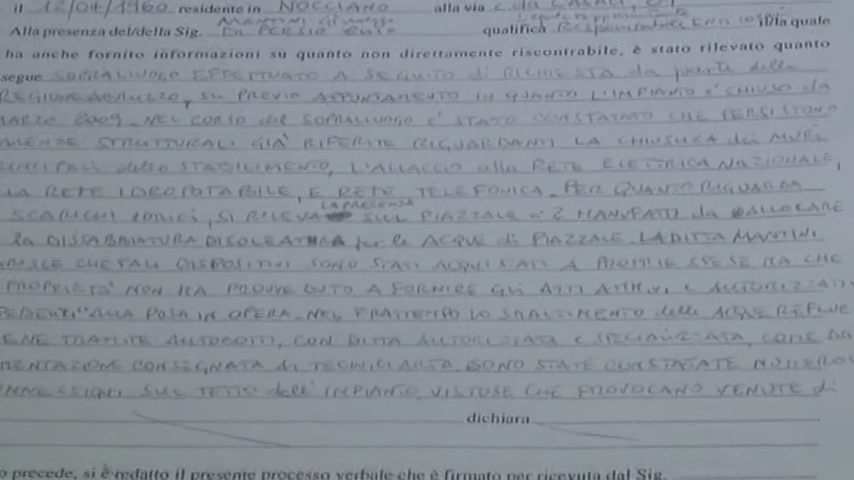 il 12/04/1960 residente in NOCCIANO alla via C.da CASALI,
Alla presenza del/della Sig. qualifica il/la quale
ha anche fornito informazioni su quanto non direttamente riscontrabile, è stato rilevato quanto
segue SOPRALLUOGO EFFETTUATO A SEGUITO di RICHIESTA da parte della
REGIONE ABRUZZO, SU PREVIO APPUNTAMENTO IN QUANTO L'IMPIANTO è CHIUSO DA
MARZO 2009. NEL CORSO del SOPRALLUOGO è STATO CONSTATATO CHE PERSISTONO
STRUTTURALI GIÀ RIFERITE RIGUARDANTI LA CHIUSURA dei MURI
dello STABILIMENTO, L'ALLACCIO alla RETE ELETTRICA NAZIONALE,
LA RETE IDROPOTABILE, E RETE TELEFONICA. PER QUANTO RIGUARDA
SCARICHI IDRICI, SI RILEVA LA PRESENZA SUL PIAZZALE N° 2 MANUFATTI da ALLOCARE
la DISSABBIATURA DISOLEATURA per le ACQUE di PIAZZALE. LA DITTA MANTINI
CHE TALI DISPOSITIVI SONO STATI ACQUISTATI A PROPRIE SPESE MA CHE
PROPRIETÀ NON HA PROVVEDUTO A FORNIRE GLI ATTI
ALLA POSA IN OPERA. NEL FRATTEMPO LO SMALTIMENTO delle ACQUE REFLUE
TRAMITE AUTOBOTTI, CON DITTA AUTORIZZATA E SPECIALIZZATA, COME DA
CONSEGNATA di SONO STATE CONSTATATE
SUL TETTO dell'IMPIANTO, VISTOSE CHE PROVOCANO VENUTE di
dichiara
o precede, si è redatto il presente processo verbale che è firmato per ricevuta dal Sig.